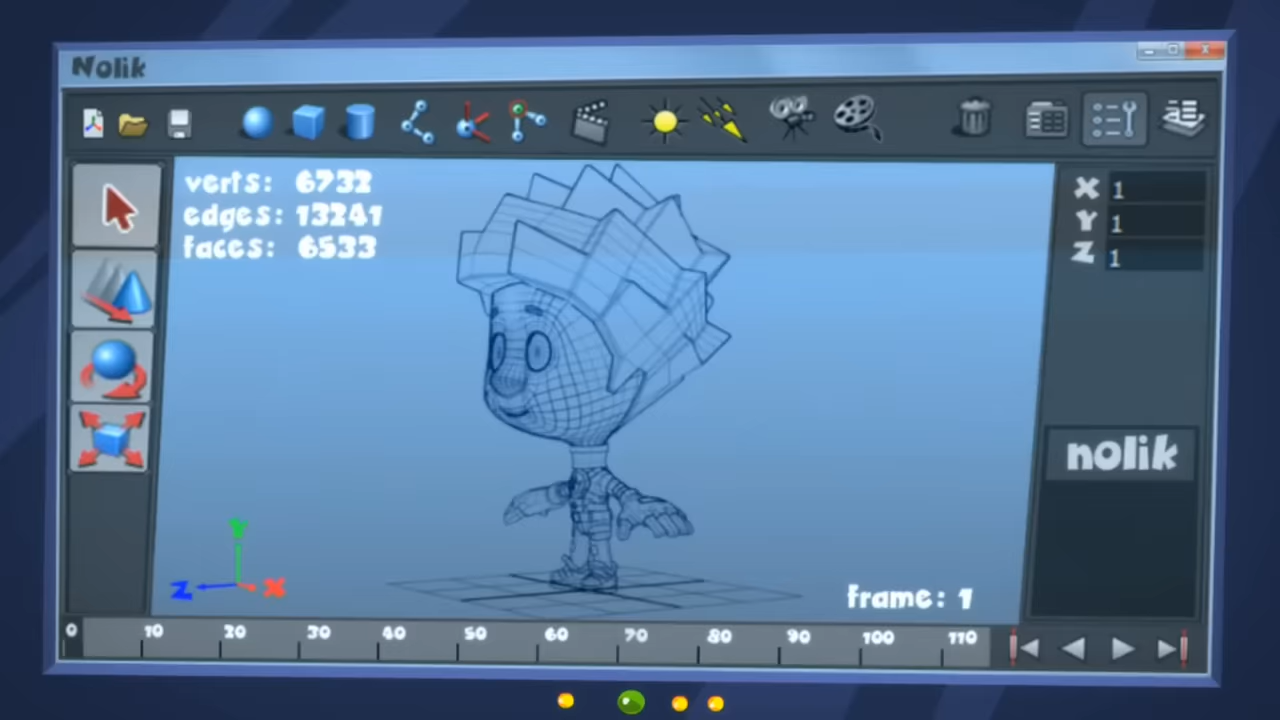 Nolik
verts: 6732
edges: 13241
faces: 6533
X 1
Y 1
Z 1
nolik
Y
Z X
frame: 1
0 10 20 30 40 50 60 70 80 90 100 110